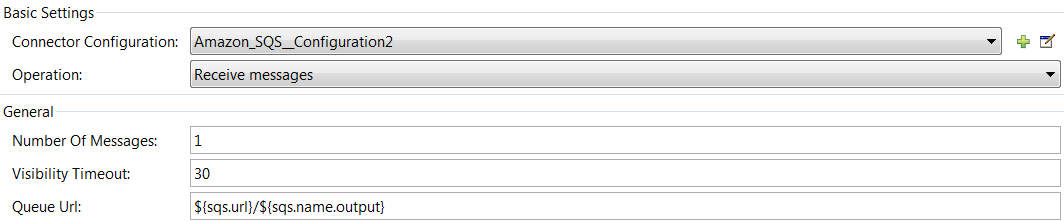 Basic Settings
Connector Configuration: Amazon_SQS__Configuration2
Operation: Receive messages
General
Number Of Messages: 1
Visibility Timeout: 30
Queue Url: ${sqs.url}/${sqs.name.output}